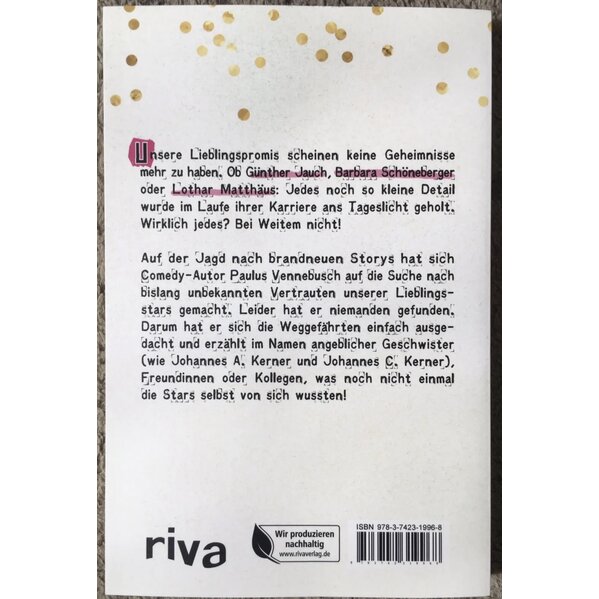 Unsere Lieblingspromis scheinen keine Geheimnisse
mehr zu haben. Ob Günther Jauch, Barbara Schöneberger
oder Lothar Matthäus: Jedes noch so kleine Detail
wurde im Laufe ihrer Karriere ans Tageslicht geholt.
Wirklich jedes? Bei Weitem nicht!
Auf der Jagd nach brandneuen Storys hat sich
Comedy-Autor Paulus Vennebusch auf die Suche nach
bislang unbekannten Vertrauten unserer Lieblings-
stars gemacht. Leider hat er niemanden gefunden.
Darum hat er sich die Weggefährten einfach ausge-
dacht und erzählt im Namen angeblicher Geschwister
(wie Johannes A. Kerner und Johannes C. Kerner),
Freundinnen oder Kollegen, was noch nicht einmal
die Stars selbst von sich wussten!
ISBN 978-3-7423-1996-8
riva
Wir produzieren
nachhaltig
www.rivaverlag.de